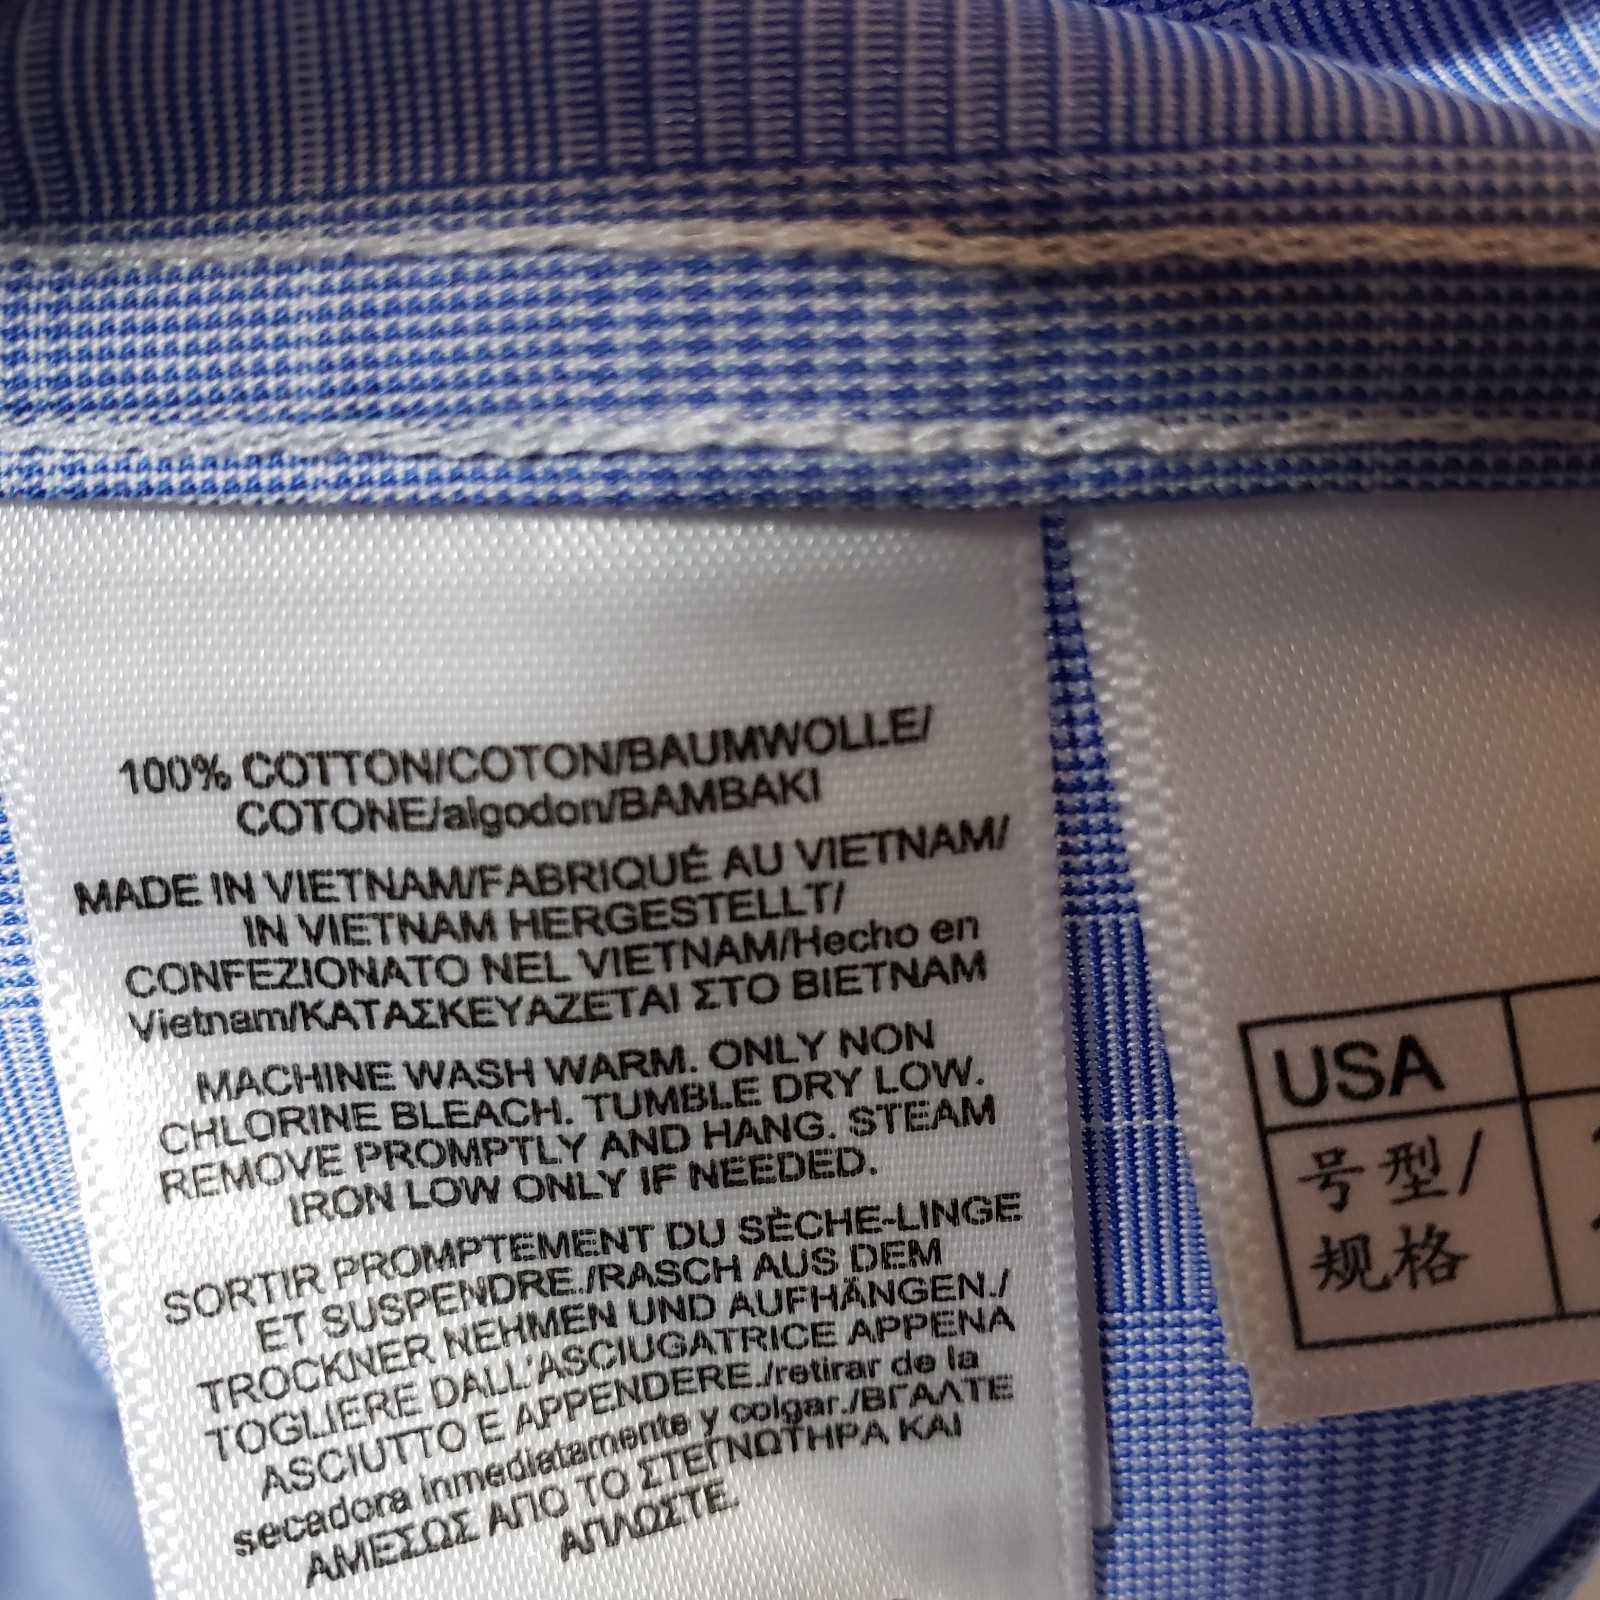 100% COTTON/COTON/BAUMWOLLE/
COTONE/algodon/BAMBAKI
MADE IN VIETNAM/FABRIQUÉ AU VIETNAM/
IN VIETNAM HERGESTELLT/
CONFEZIONATO NEL VIETNAM/Hecho en
Vietnam/ΚΑΤΑΣΚΕΥΑΖΕΤΑΙ ΣΤΟ ΒΙΕΤΝΑΜ
MACHINE WASH WARM. ONLY NON
CHLORINE BLEACH. TUMBLE DRY LOW.
REMOVE PROMPTLY AND HANG. STEAM
IRON LOW ONLY IF NEEDED.
SORTIR PROMPTEMENT DU SÈCHE-LINGE
ET SUSPENDRE./RASCH AUS DEM
TROCKNER NEHMEN UND AUFHÄNGEN./
TOGLIERE DALL'ASCIUGATRICE APPENA
ASCIUTTO E APPENDERE./retirar de la
secadora inmediatamente y colgar./ΒΓΑΛΤΕ
ΑΜΕΣΩΣ ΑΠΟ ΤΟ ΣΤΕΓΝΩΤΗΡΑ ΚΑΙ
ΑΠΛΩΣΤΕ.
USA
号型/
规格